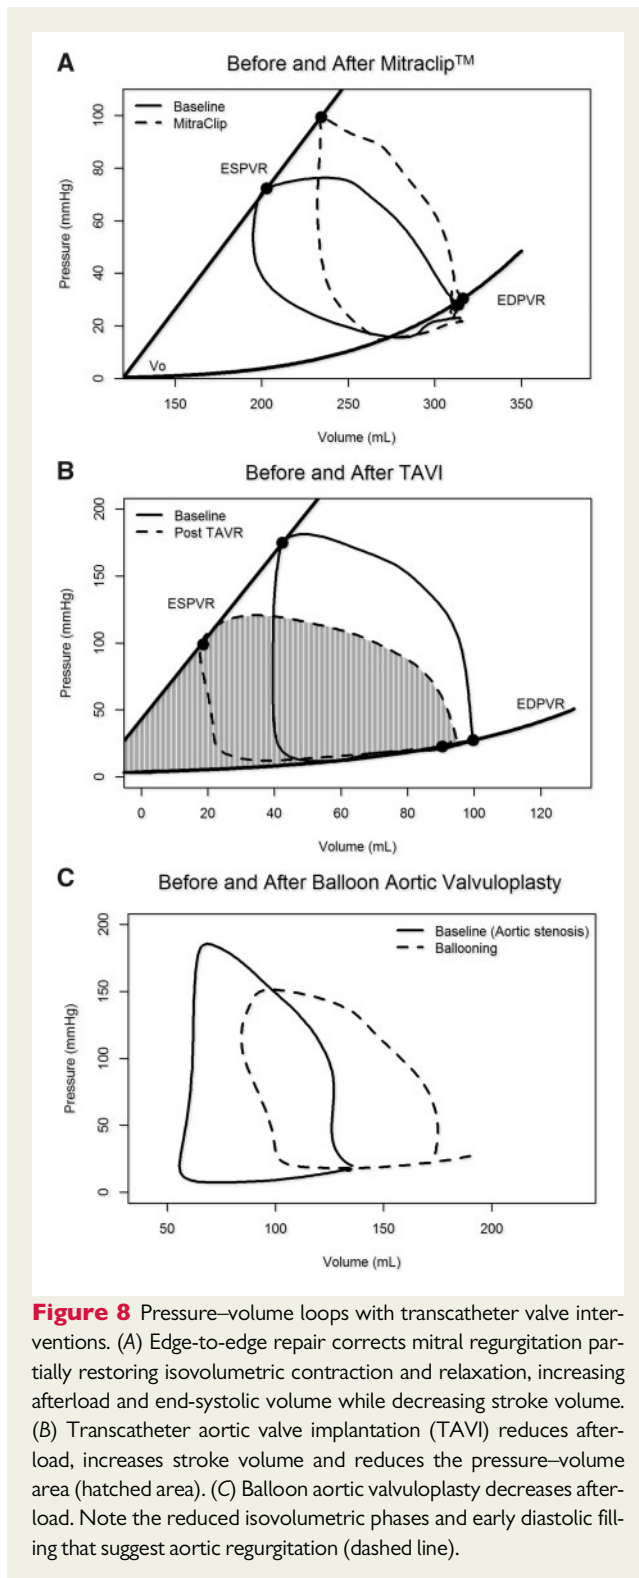 A
Before and After Mitraclip™
Baseline
MitraClip
ESPVR
EDPVR
Vo
Pressure (mmHg)
0
20
40
60
80
100
150
200
250
300
350
Volume (mL)
B
Before and After TAVI
Baseline
Post TAVR
ESPVR
EDPVR
Pressure (mmHg)
0
50
100
150
200
0
20
40
60
80
100
120
Volume (mL)
C
Before and After Balloon Aortic Valvuloplasty
Baseline (Aortic stenosis)
Ballooning
Pressure (mmHg)
0
50
100
150
200
50
100
150
200
Volume (mL)
Figure 8 Pressure–volume loops with transcatheter valve inter-
ventions. (A) Edge-to-edge repair corrects mitral regurgitation par-
tially restoring isovolumetric contraction and relaxation, increasing
afterload and end-systolic volume while decreasing stroke volume.
(B) Transcatheter aortic valve implantation (TAVI) reduces after-
load, increases stroke volume and reduces the pressure–volume
area (hatched area). (C) Balloon aortic valvuloplasty decreases after-
load. Note the reduced isovolumetric phases and early diastolic fill-
ing that suggest aortic regurgitation (dashed line).